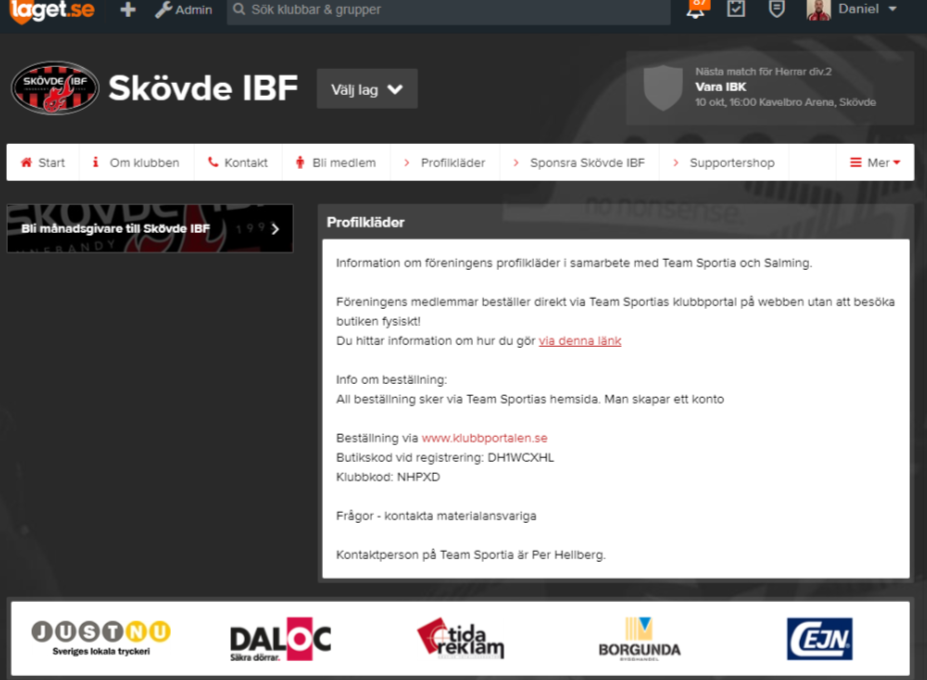 laget.se Admin Sök klubbar & grupper 87 Daniel
SKÖVDE IBF
Skövde IBF
Välj lag
Nästa match för Herrar div.2
Vara IBK
10 okt, 16:00 Kavelbro Arena, Skövde
Start Om klubben Kontakt Bli medlem Profilkläder Sponsra Skövde IBF Supportershop Mer
no nonsense
Bli månadsgivare till Skövde IBF
Profilkläder
Information om föreningens profilkläder i samarbete med Team Sportia och Salming.
Föreningens medlemmar beställer direkt via Team Sportias klubbportal på webben utan att besöka
butiken fysiskt!
Du hittar information om hur du gör via denna länk
Info om beställning:
All beställning sker via Team Sportias hemsida. Man skapar ett konto
Beställning via www.klubbportalen.se
Butikskod vid registrering: DH1WCXHL
Klubbkod: NHPXD
Frågor - kontakta materialansvariga
Kontaktperson på Team Sportia är Per Hellberg.
JUSTNU
Sveriges lokala tryckeri
DALOC
Säkra dörrar.
tida
reklam
BORGUNDA
BYGGHANDEL
CEJN